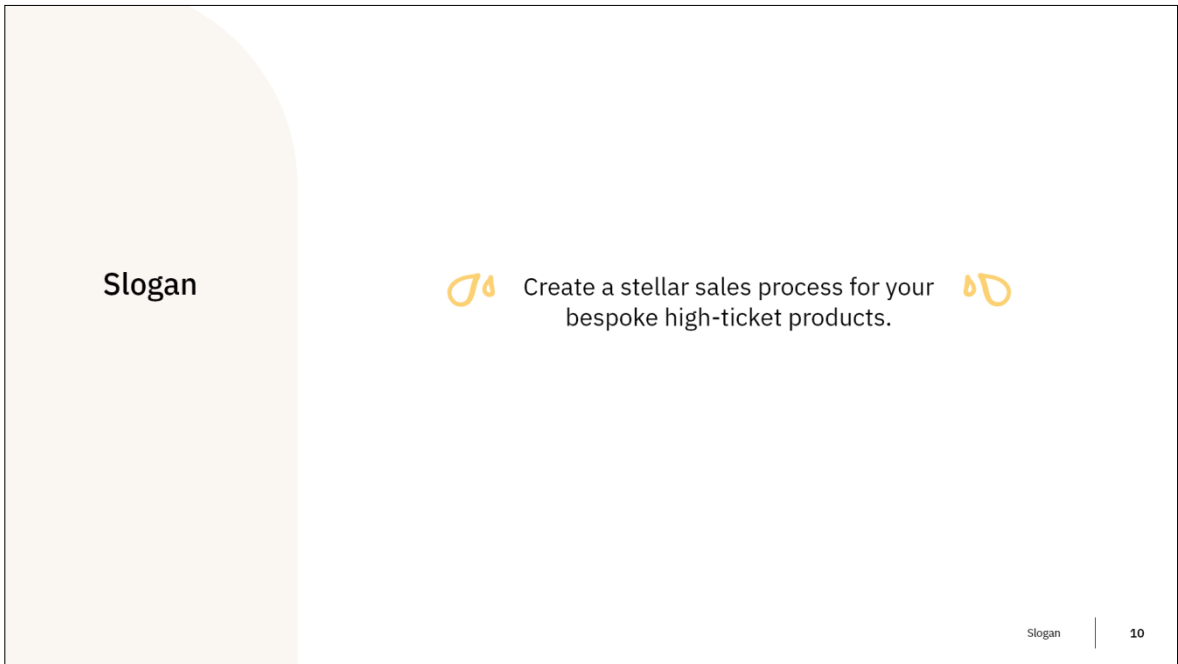 Slogan
Create a stellar sales process for your
bespoke high-ticket products.
Slogan
10